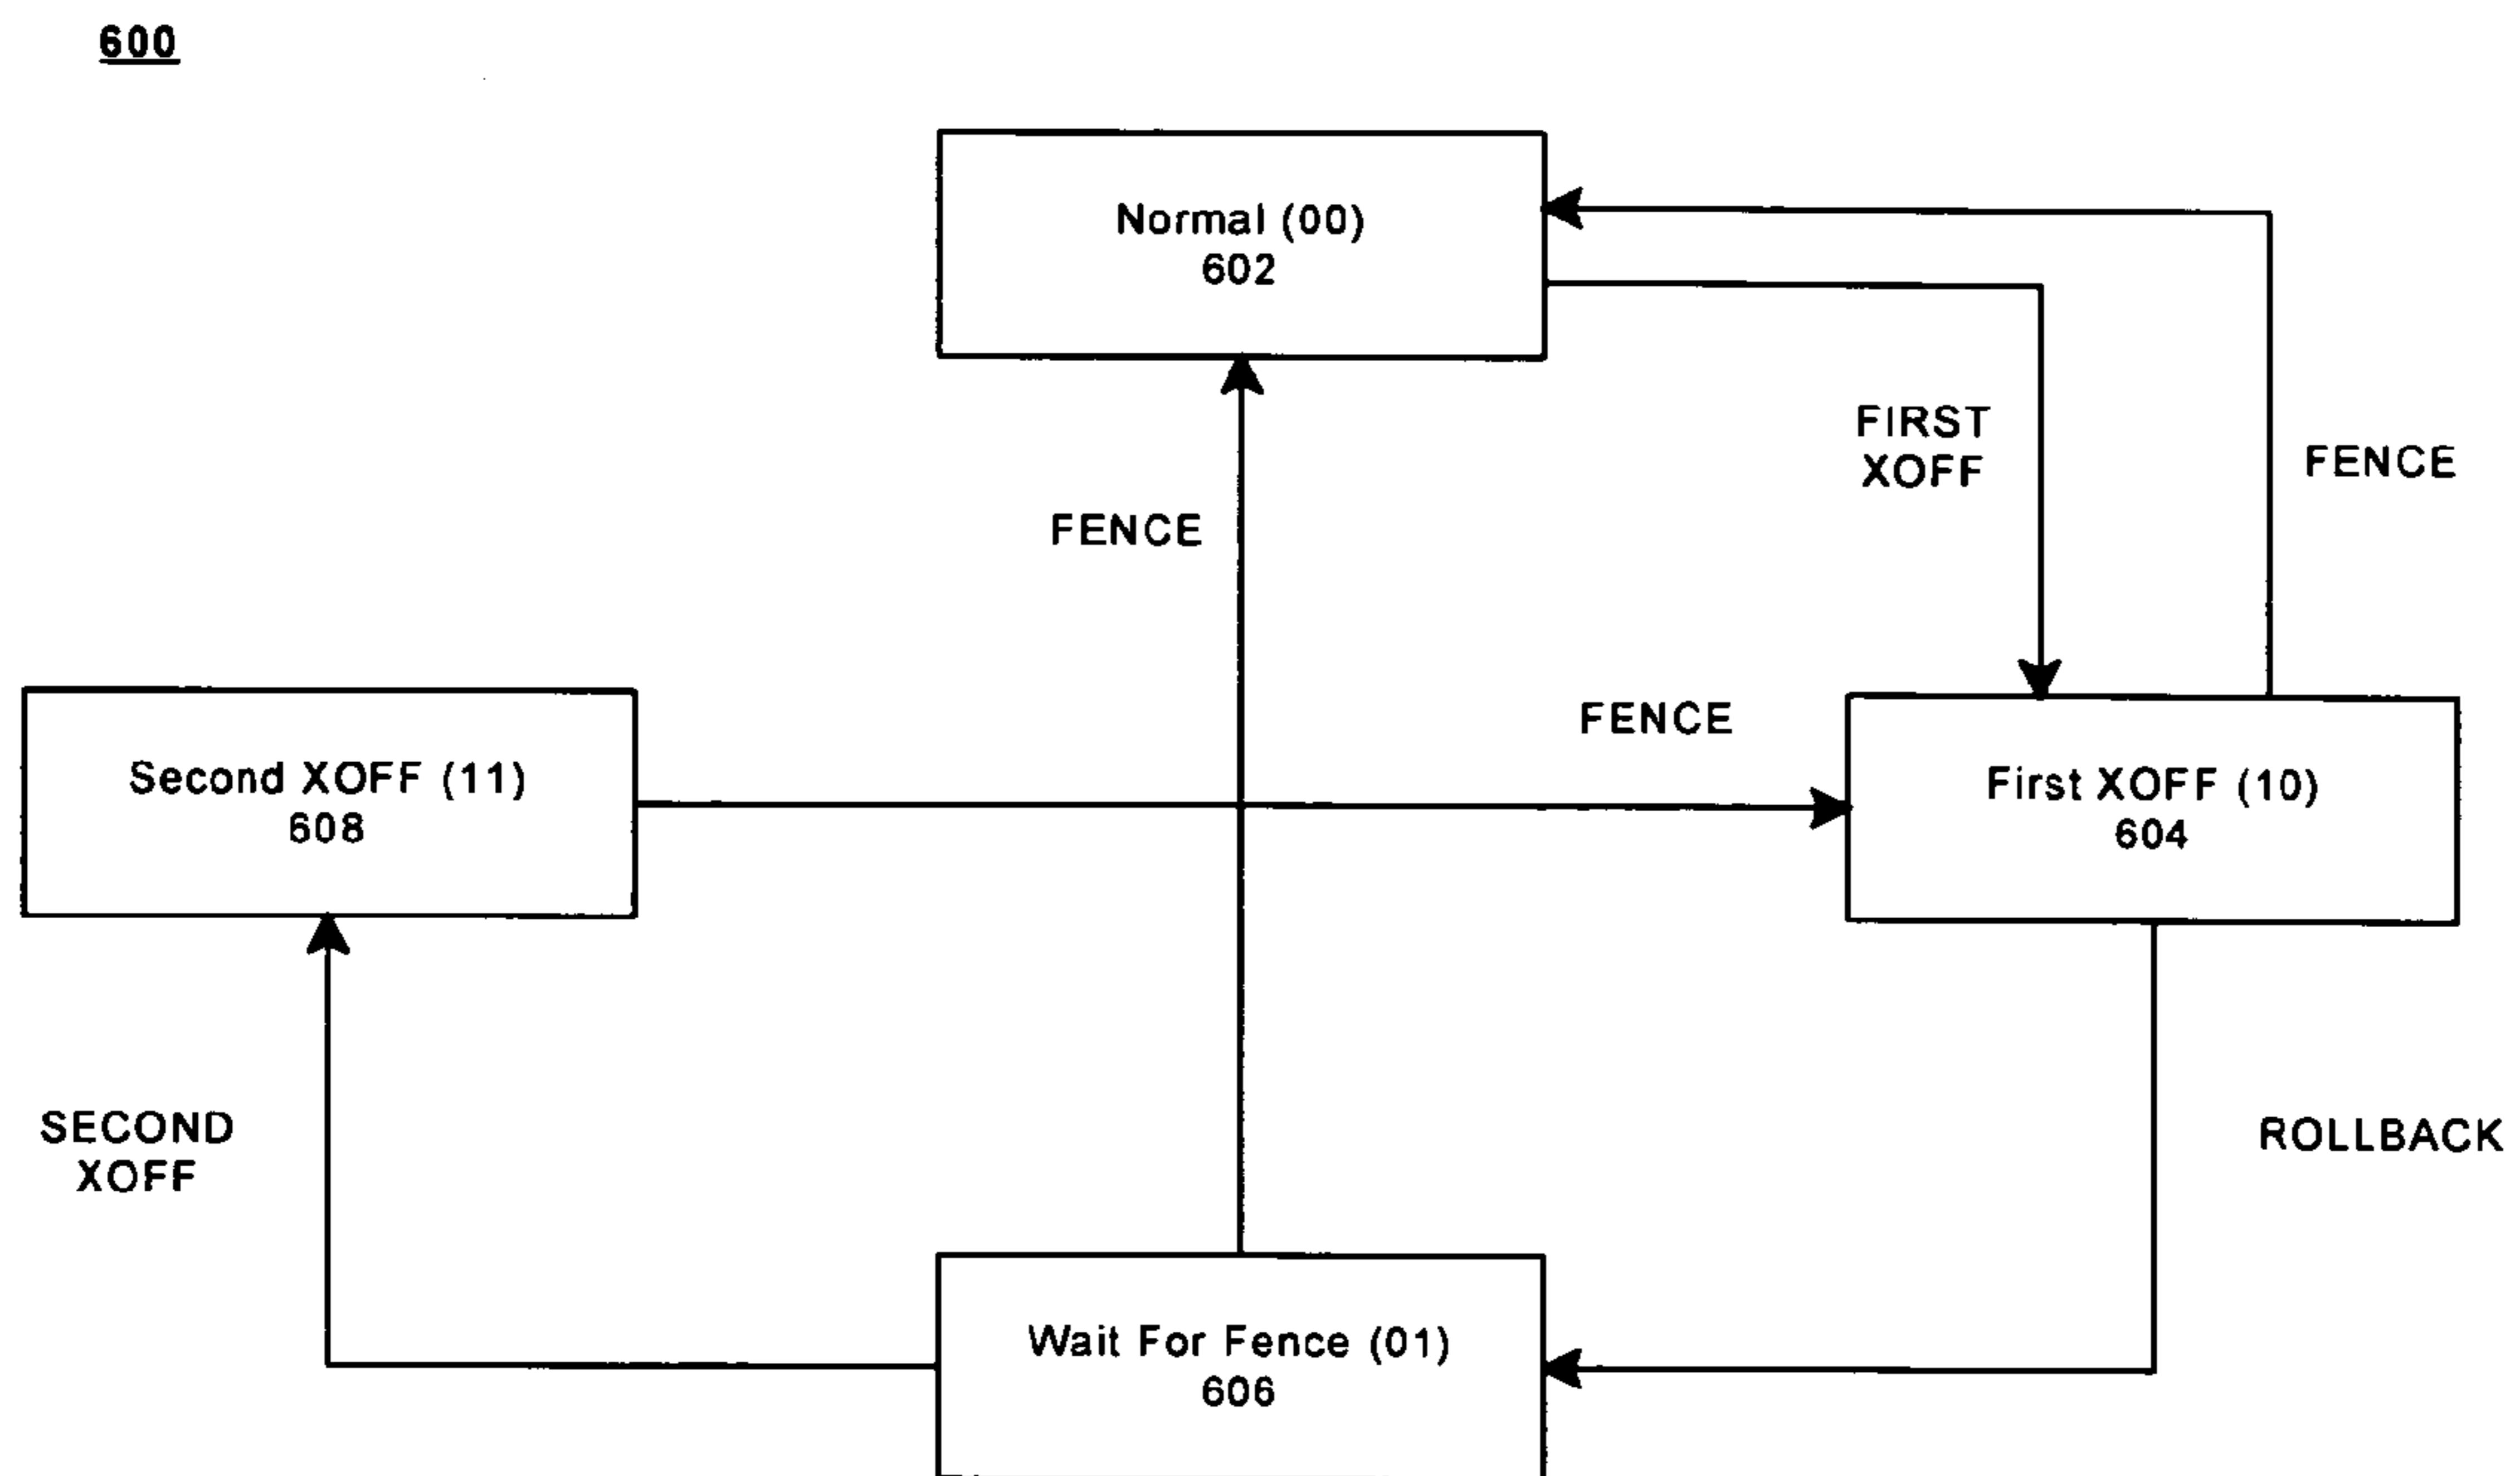 600
Normal (00)
602
FIRST
XOFF
FENCE
FENCE
FENCE
Second XOFF (11)
608
First XOFF (10)
604
SECOND
XOFF
ROLLBACK
Wait For Fence (01)
606